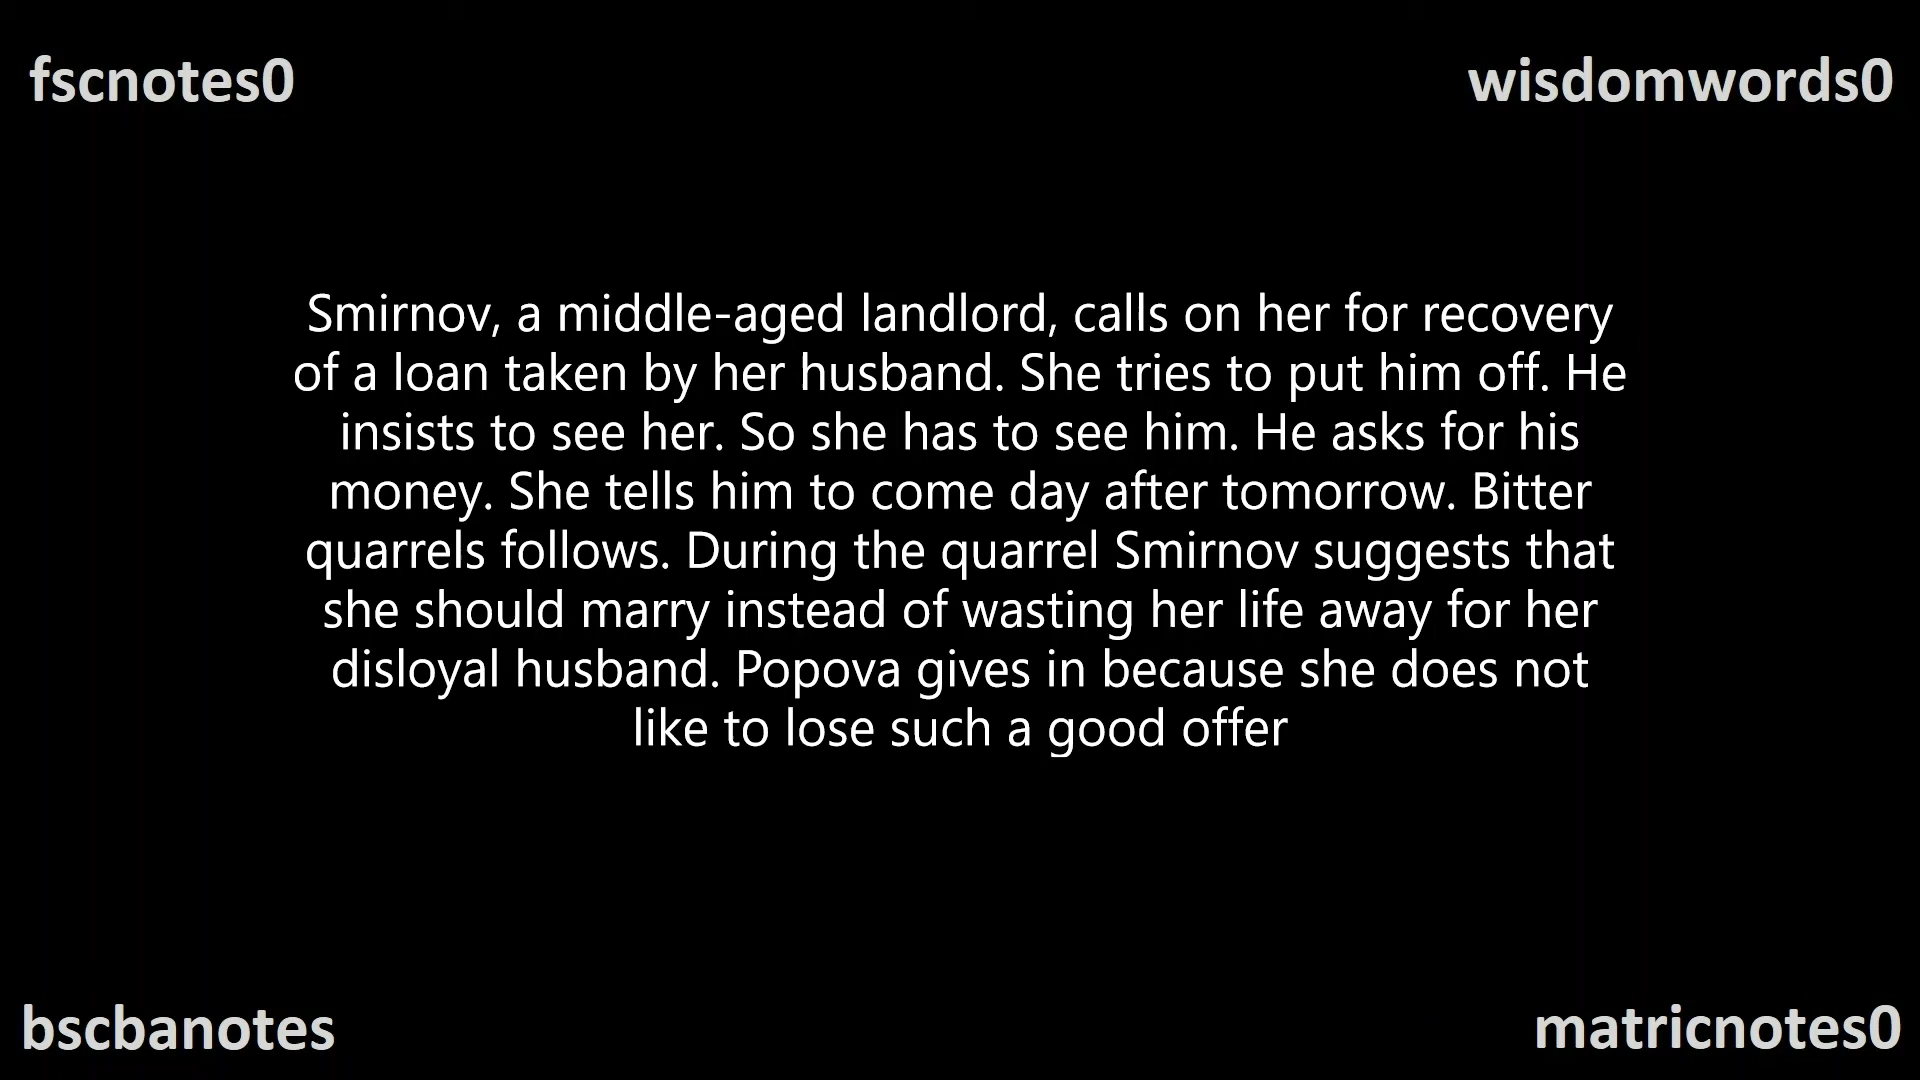 fscnotes0
wisdomwords0
Smirnov, a middle-aged landlord, calls on her for recovery
of a loan taken by her husband. She tries to put him off. He
insists to see her. So she has to see him. He asks for his
money. She tells him to come day after tomorrow. Bitter
quarrels follows. During the quarrel Smirnov suggests that
she should marry instead of wasting her life away for her
disloyal husband. Popova gives in because she does not
like to lose such a good offer
bscbanotes
matricnotes0